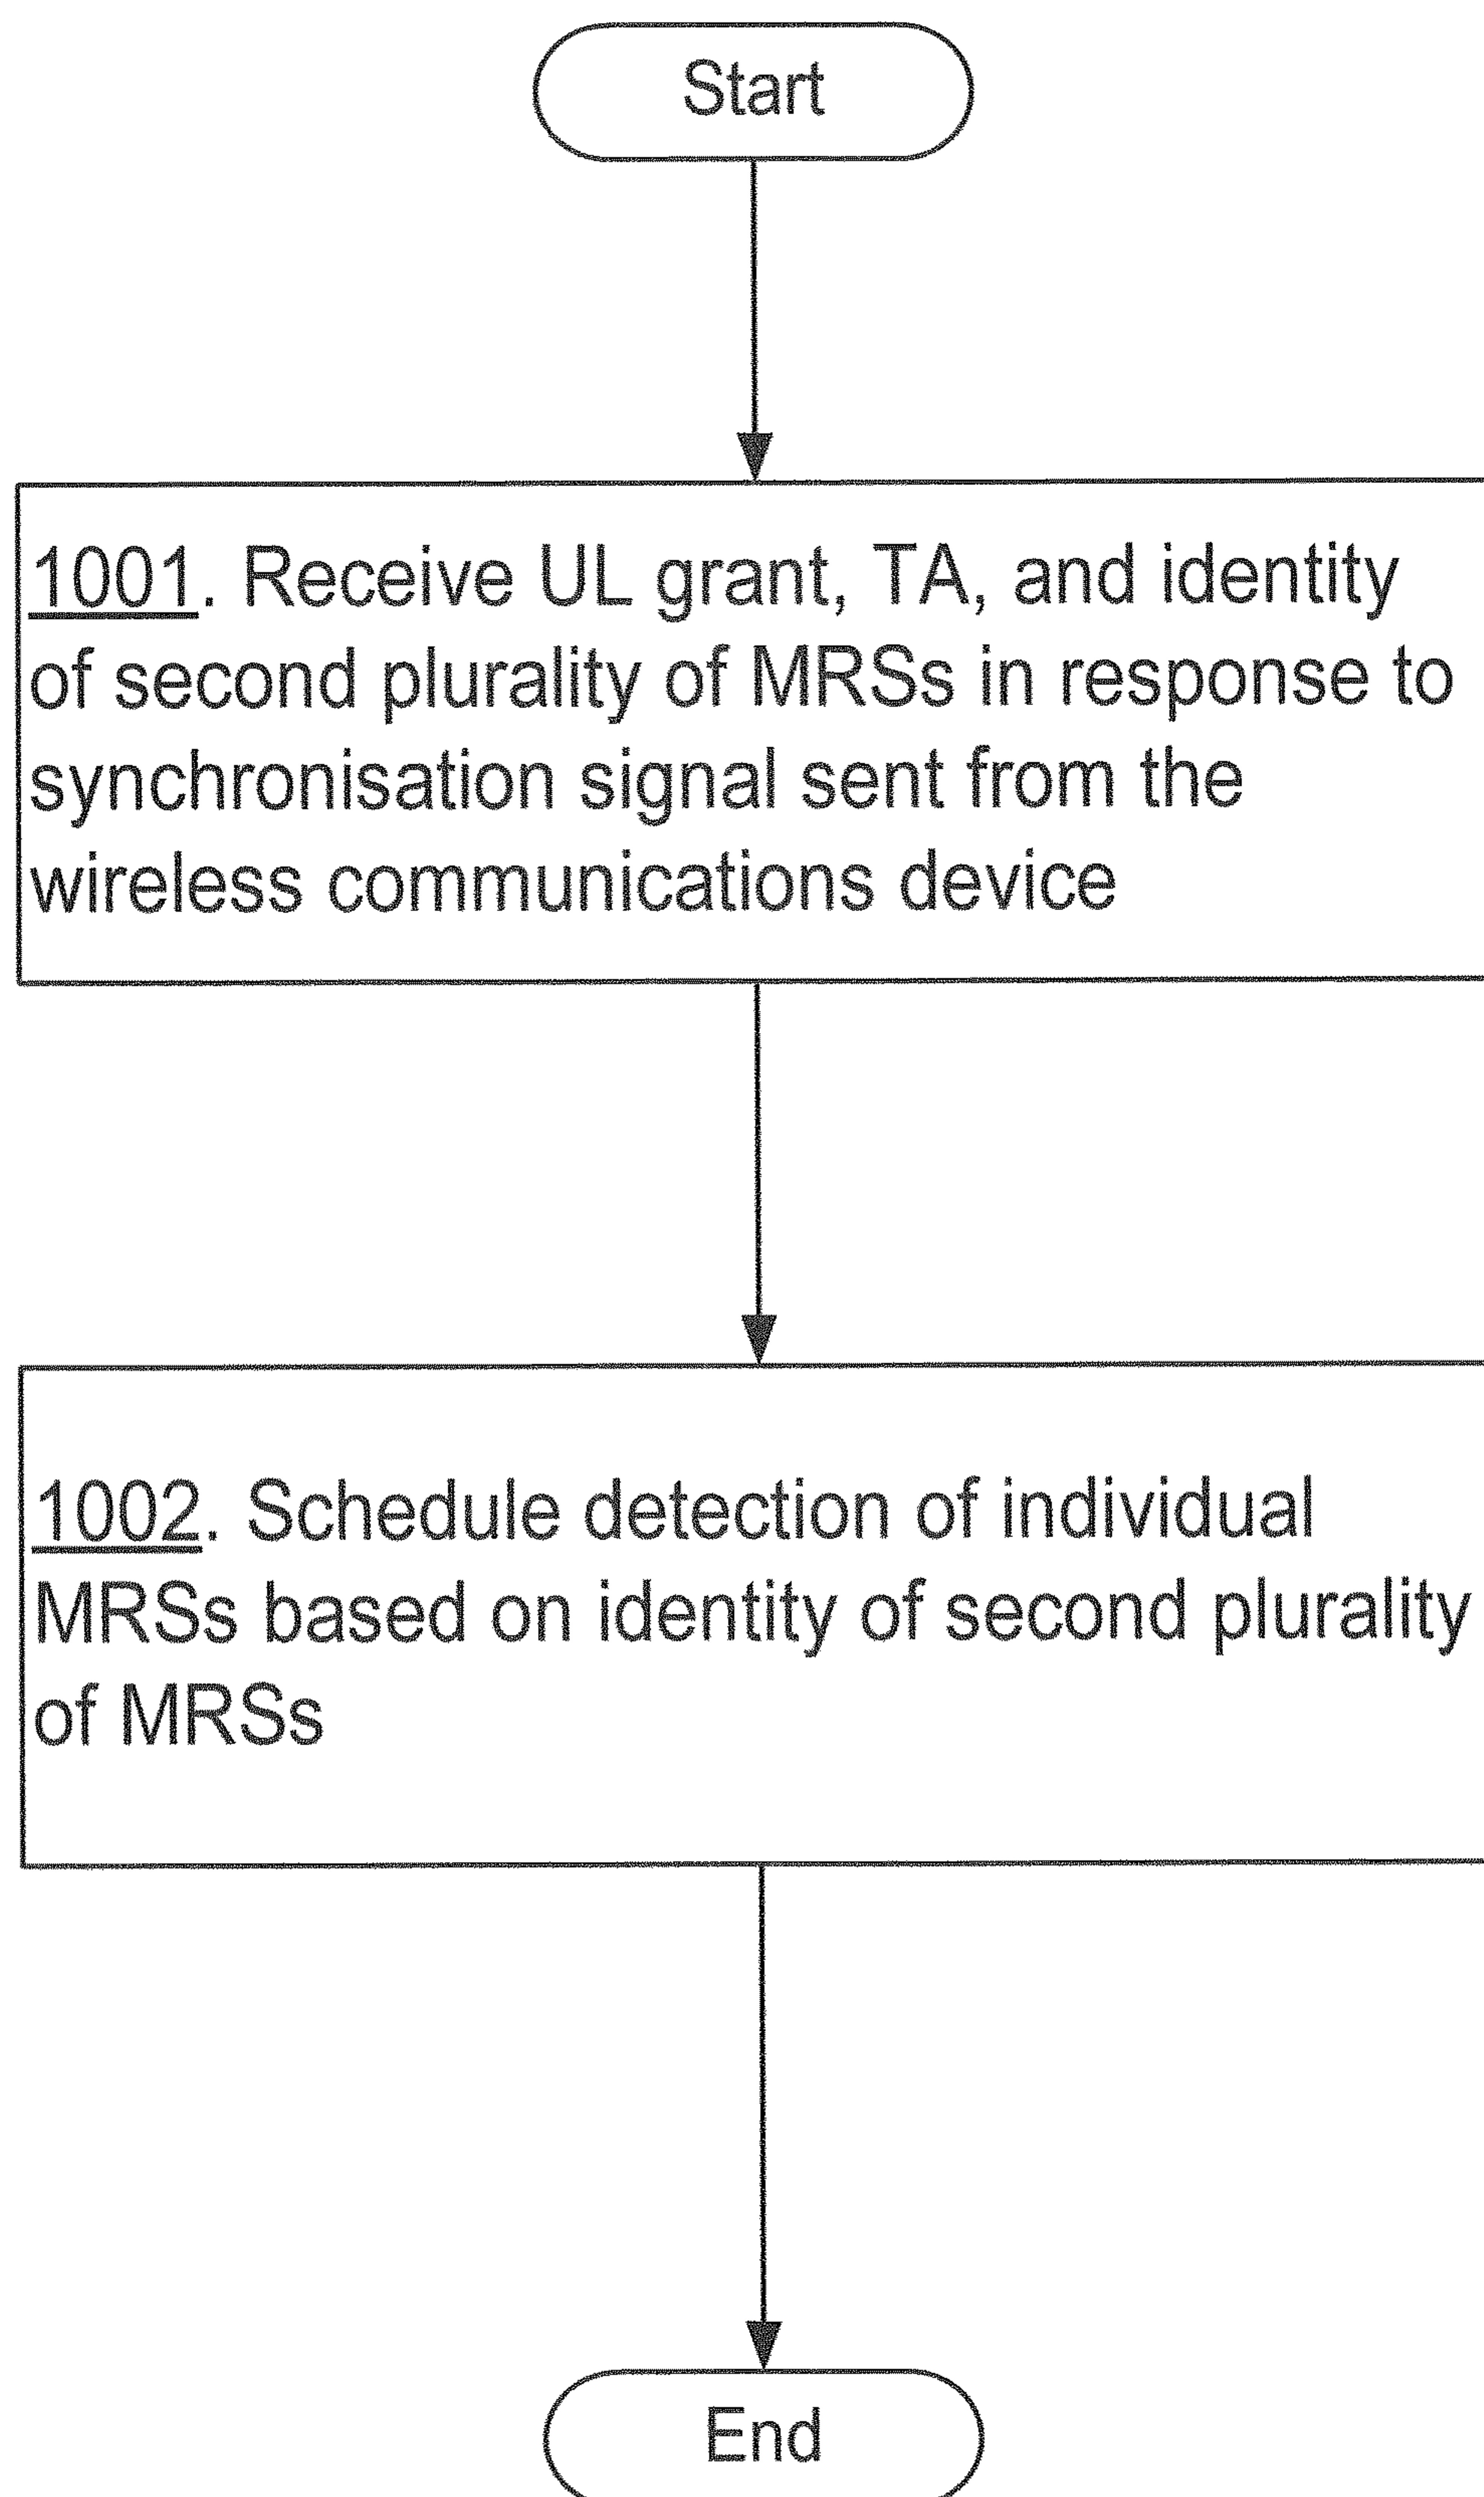 Start
1001. Receive UL grant, TA, and identity
of second plurality of MRSs in response to
synchronisation signal sent from the
wireless communications device
1002. Schedule detection of individual
MRSs based on identity of second plurality
of MRSs
End